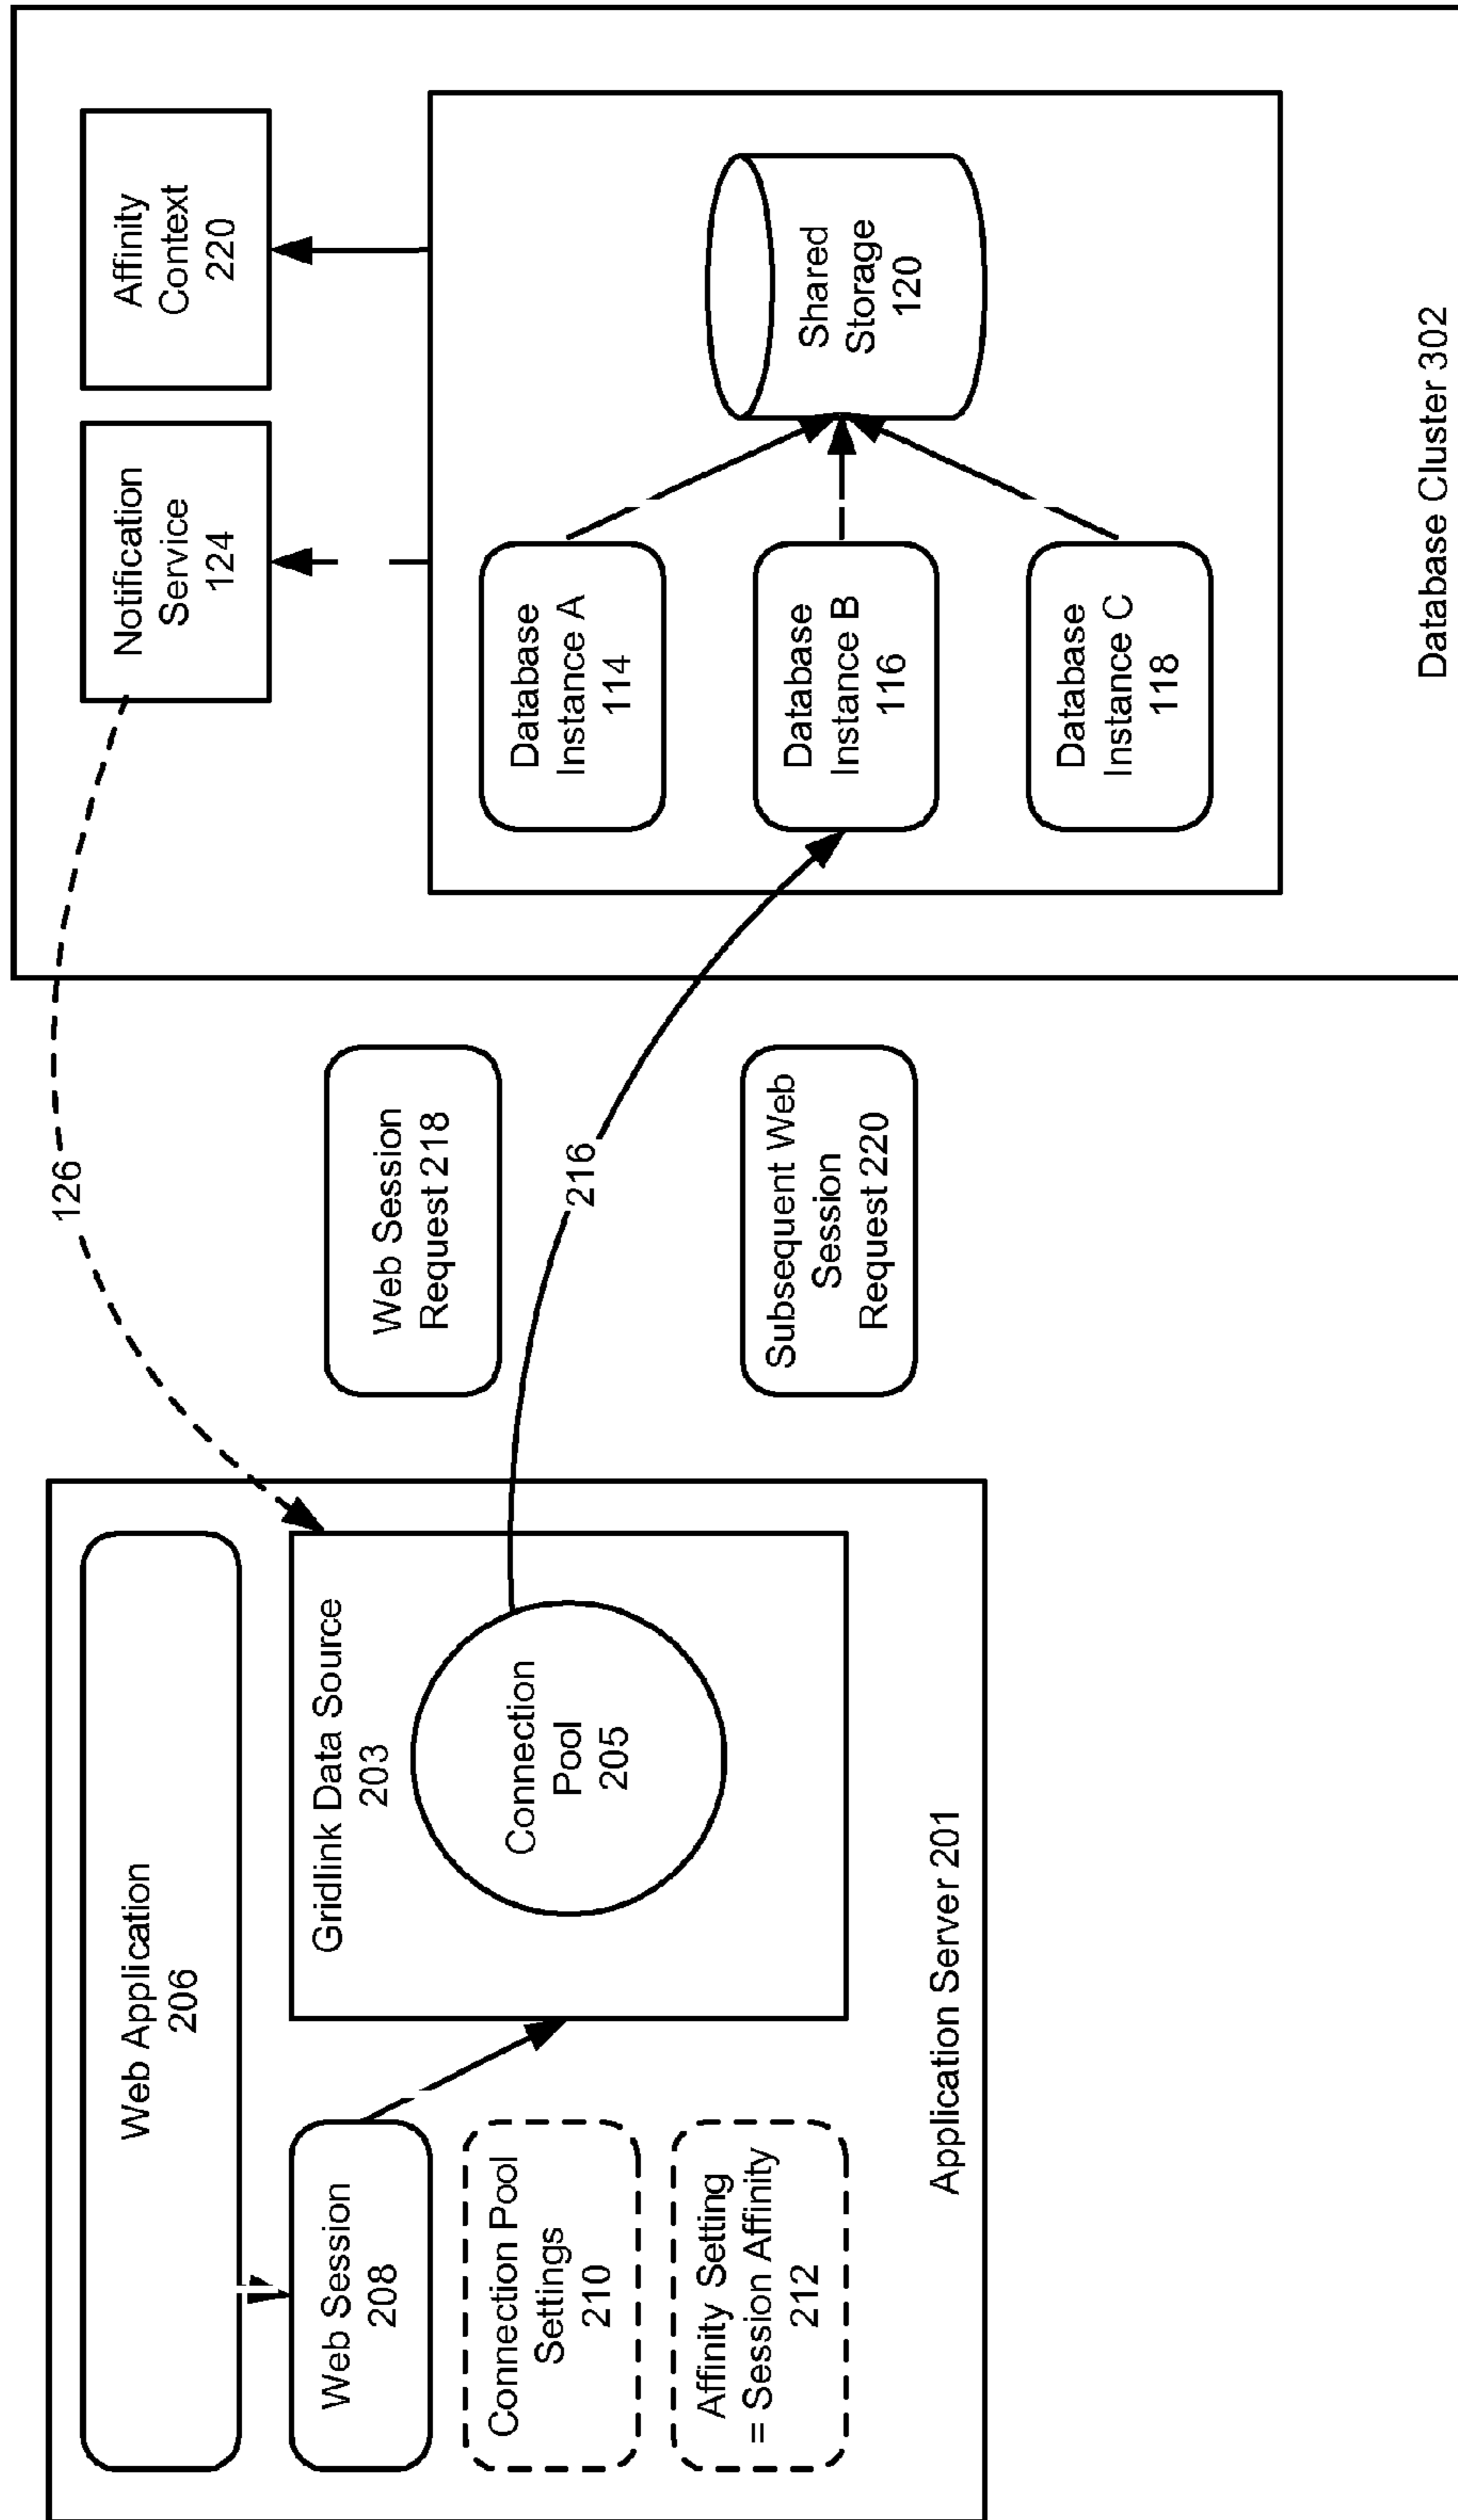 Web Application
206
Web Session
208
Connection Pool
Settings
210
Affinity Setting
= Session Affinity
212
Gridlink Data Source
203
Connection
Pool
205
Application Server 201
126
Web Session
Request 218
216
Subsequent Web
Session
Request 220
Notification
Service
124
Affinity
Context
220
Database
Instance A
114
Database
Instance B
116
Database
Instance C
118
Shared
Storage
120
Database Cluster 302